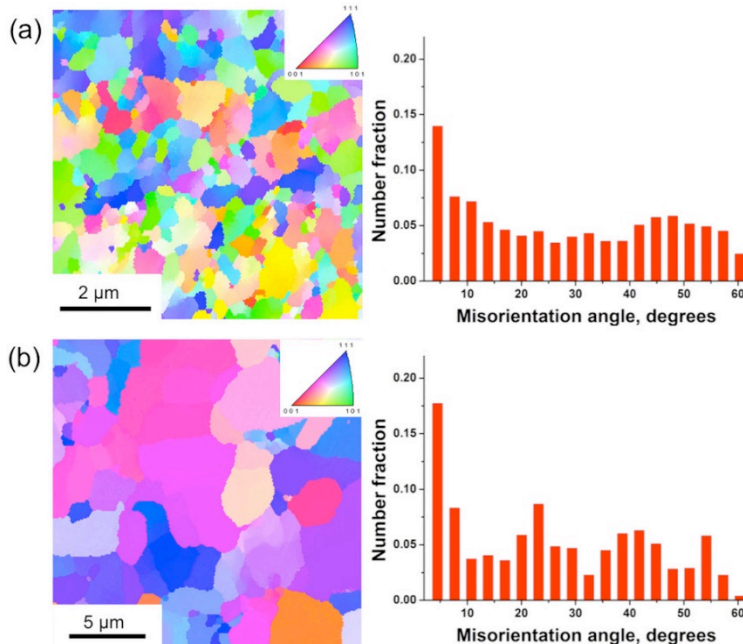 (a)
111
001
101
2 μm
Number fraction
0.20
0.15
0.10
0.05
0.00
10 20 30 40 50 60
Misorientation angle, degrees
(b)
111
001
101
5 μm
Number fraction
0.20
0.15
0.10
0.05
0.00
10 20 30 40 50 60
Misorientation angle, degrees